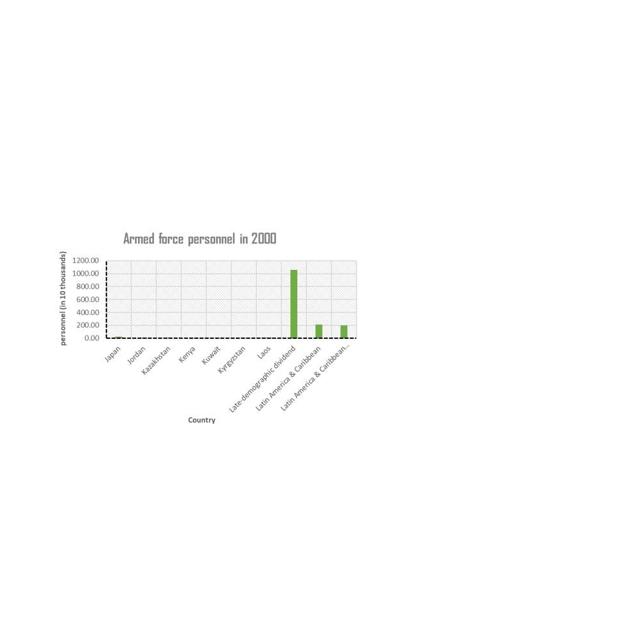 Armed force personnel in 2000
personnel (in 10 thousands)
1200.00
1000.00
800.00
600.00
400.00
200.00
0.00
Japan
Jordan
Kazakhstan
Kenya
Kuwait
Kyrgyzstan
Laos
Late-demographic dividend
Latin America & Caribbean
Latin America & Caribbean...
Country